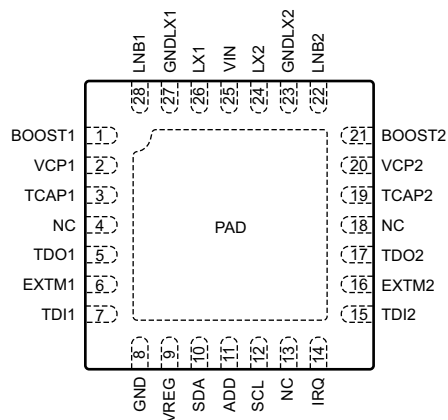 LNB1
GNDLX1
LX1
VIN
LX2
GNDLX2
LNB2
28
27
26
25
24
23
22
BOOST1 1
VCP1 2
TCAP1 3
NC 4
TDO1 5
EXTM1 6
TDI1 7
PAD
21 BOOST2
20 VCP2
19 TCAP2
18 NC
17 TDO2
16 EXTM2
15 TDI2
8
9
10
11
12
13
14
GND
VREG
SDA
ADD
SCL
NC
IRQ